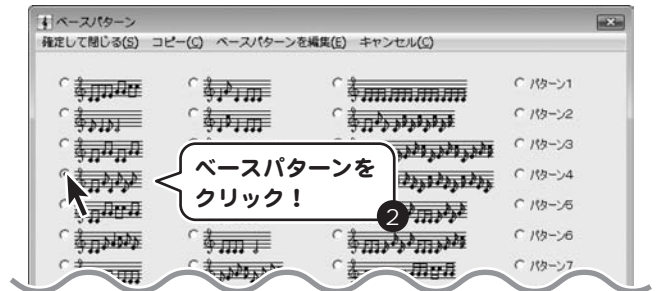 ベースパターン
確定して閉じる(S) コピー(C) ベースパターンを編集(E) キャンセル(C)
パターン1
パターン2
パターン3
パターン4
パターン5
パターン6
パターン7
ベースパターンを
クリック！
2